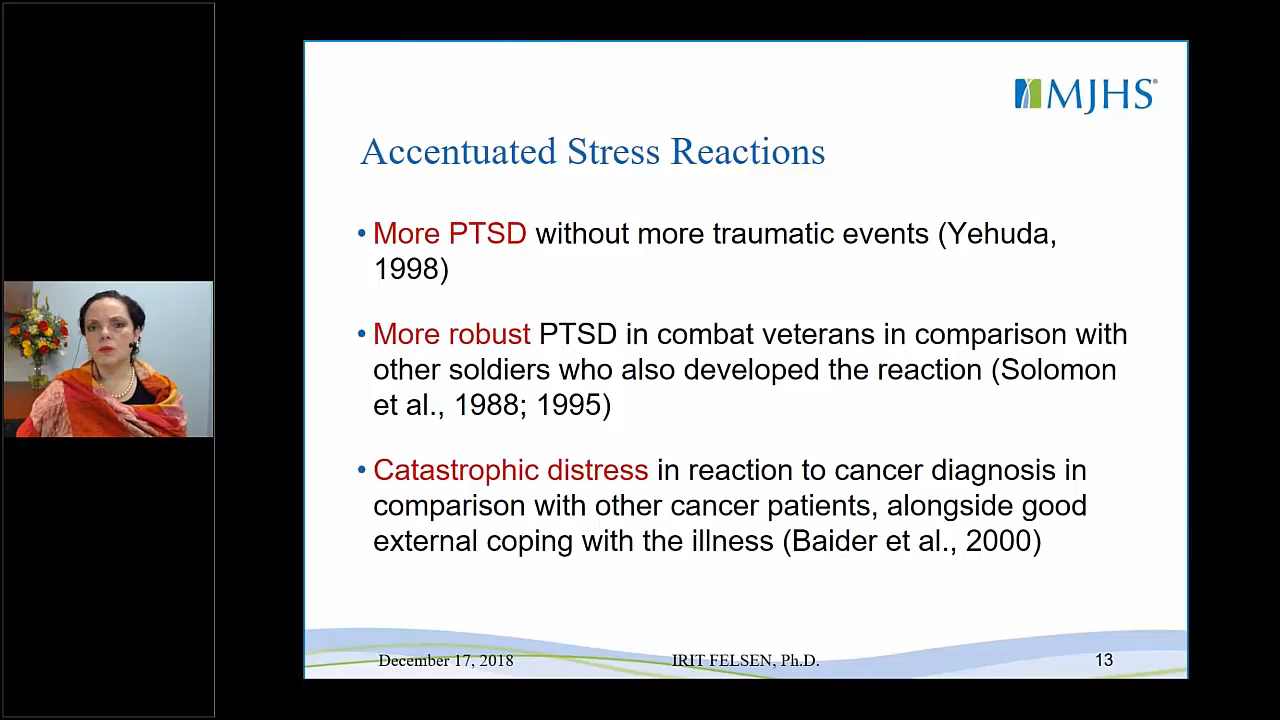 MJHS®
Accentuated Stress Reactions
• More PTSD without more traumatic events (Yehuda,
1998)
• More robust PTSD in combat veterans in comparison with
other soldiers who also developed the reaction (Solomon
et al., 1988; 1995)
• Catastrophic distress in reaction to cancer diagnosis in
comparison with other cancer patients, alongside good
external coping with the illness (Baider et al., 2000)
December 17, 2018 IRIT FELSEN, Ph.D. 13